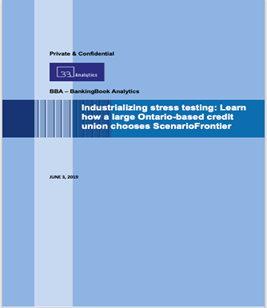 Private & Confidential
BB Analytics
BBA – BankingBook Analytics
Industrializing stress testing: Learn
how a large Ontario-based credit
union chooses ScenarioFrontier
JUNE 3, 2019